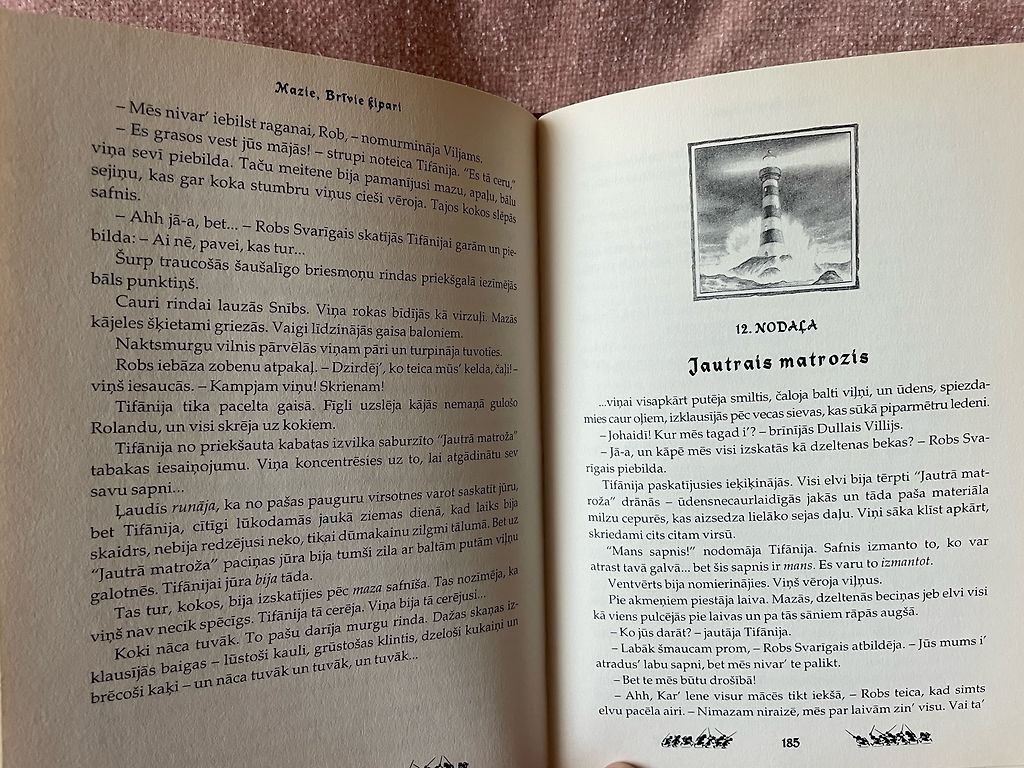 Mazie, Brīvie ķipari
– Mēs nivar’ iebilst raganai, Rob, – nomurmināja Viljams.
– Es grasos vest jūs mājās! – strupi noteica Tifānija. “Es tā ceru,”
viņa sevī piebilda. Taču meitene bija pamanījusi mazu, apaļu, bālu
sejiņu, kas gar koka stumbru viņus cieši vēroja. Tajos kokos slēpās
safnis.
– Ahh jā-a, bet... – Robs Svarīgais skatījās Tifānijai garām un pie-
bilda: – Ai nē, pavei, kas tur...
Šurp traucošās šaušalīgo briesmoņu rindas priekšgalā iezīmējās
bāls punktiņš.
Cauri rindai lauzās Snībs. Viņa rokas bīdījās kā virzuļi. Mazās
kājeles šķietami griezās. Vaigi līdzinājās gaisa baloniem.
Naktsmurgu vilnis pārvēlās viņam pāri un turpināja tuvoties.
Robs iebāza zobenu atpakaļ. – Dzirdēj’, ko teica mūs’ kelda, čaļi! –
viņš iesaucās. – Kampjam viņu! Skrienam!
Tifānija tika pacelta gaisā. Fīgli uzslēja kājās nemaņā gulošo
Rolandu, un visi skrēja uz kokiem.
Tifānija no priekšauta kabatas izvilka saburzīto “Jautrā matroža”
tabakas iesaiņojumu. Viņa koncentrēsies uz to, lai atgādinātu sev
savu sapni...
Ļaudis runāja, ka no pašas pauguru virsotnes varot saskatīt jūru,
bet Tifānija, cītīgi lūkodamās jaukā ziemas dienā, kad laiks bija
skaidrs, nebija redzējusi neko, tikai dūmakainu zilgmi tālumā. Bet uz
“Jautrā matroža” paciņas jūra bija tumši zila ar baltām putām viļņu
galotnēs. Tifānijai jūra bija tāda.
Tas tur, kokos, bija izskatījies pēc maza safnīša. Tas nozīmēja, ka
viņš nav necik spēcīgs. Tifānija tā cerēja. Viņa bija tā cerējusi...
Koki nāca tuvāk. To pašu darīja murgu rinda. Dažas skaņas iz-
klausījās baigas – lūstoši kauli, grūstošas klintis, dzeloši kukaiņi un
brēcoši kaķi – un nāca tuvāk un tuvāk, un tuvāk...
12. NODAĻA
Jautrais matrozis
...viņai visapkārt putēja smiltis, čaloja balti viļņi, un ūdens, spiezda-
mies caur oļiem, izklausījās pēc vecas sievas, kas sūkā piparmētru ledeni.
– Johaidi! Kur mēs tagad i’? – brīnījās Dullais Villijs.
– Jā-a, un kāpē mēs visi izskatās kā dzeltenas bekas? – Robs Sva-
rīgais piebilda.
Tifānija paskatījusies ieķiķinājās. Visi elvi bija tērpti “Jautrā mat-
roža” drānās – ūdensnecaurlaidīgās jakās un tāda paša materiāla
milzu cepurēs, kas aizsedza lielāko sejas daļu. Viņi sāka klīst apkārt,
skriedami cits citam virsū.
“Mans sapnis!” nodomāja Tifānija. Safnis izmanto to, ko var
atrast tavā galvā... bet šis sapnis ir mans. Es varu to izmantot.
Ventvērts bija nomierinājies. Viņš vēroja viļņus.
Pie akmeņiem piestāja laiva. Mazās, dzeltenās beciņas jeb elvi visi
kā viens pulcējās pie laivas un pa tās sāniem rāpās augšā.
– Ko jūs darāt? – jautāja Tifānija.
– Labāk šmaucam prom, – Robs Svarīgais atbildēja. – Jūs mums i’
atradus’ labu sapni, bet mēs nivar’ te palikt.
– Bet te mēs būtu drošībā!
– Ahh, Kar’ lene visur mācēs tikt iekšā, – Robs teica, kad simts
elvu pacēla airi. – Nimazam niraizē, mēs par laivām zin’ visu. Vai ta’
185